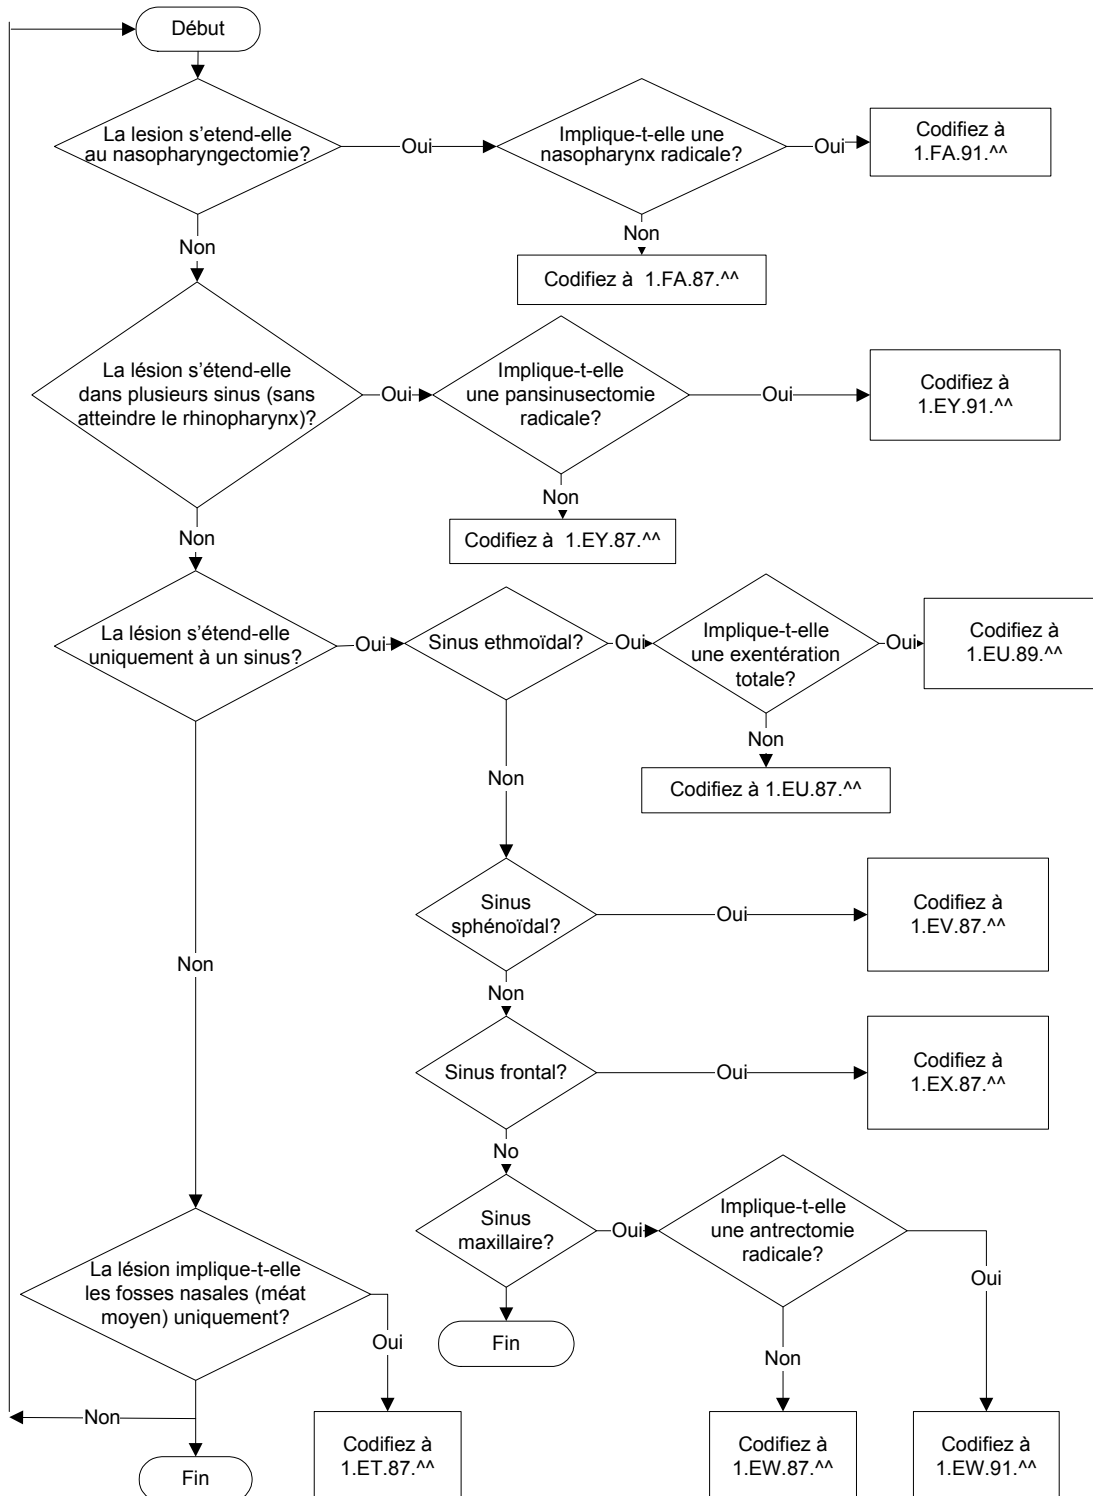 Début
La lesion s'etend-elle
au nasopharyngectomie?
Oui
Implique-t-elle une
nasopharynx radicale?
Oui
Codifiez à
1.FA.91.^^
Non
Non
Codifiez à 1.FA.87.^^
La lésion s'étend-elle
dans plusieurs sinus (sans
atteindre le rhinopharynx)?
Oui
Implique-t-elle
une pansinusectomie
radicale?
Oui
Codifiez à
1.EY.91.^^
Non
Non
Codifiez à 1.EY.87.^^
La lésion s'étend-elle
uniquement à un sinus?
Oui
Sinus ethmoïdal?
Oui
Implique-t-elle
une exentération
totale?
Oui
Codifiez à
1.EU.89.^^
Non
Non
Codifiez à 1.EU.87.^^
Sinus
sphénoïdal?
Oui
Codifiez à
1.EV.87.^^
Non
Non
Sinus frontal?
Oui
Codifiez à
1.EX.87.^^
No
Sinus
maxillaire?
Oui
Implique-t-elle
une antrectomie
radicale?
Oui
La lésion implique-t-elle
les fosses nasales (méat
moyen) uniquement?
Oui
Fin
Non
Non
Codifiez à
1.ET.87.^^
Codifiez à
1.EW.87.^^
Codifiez à
1.EW.91.^^
Fin